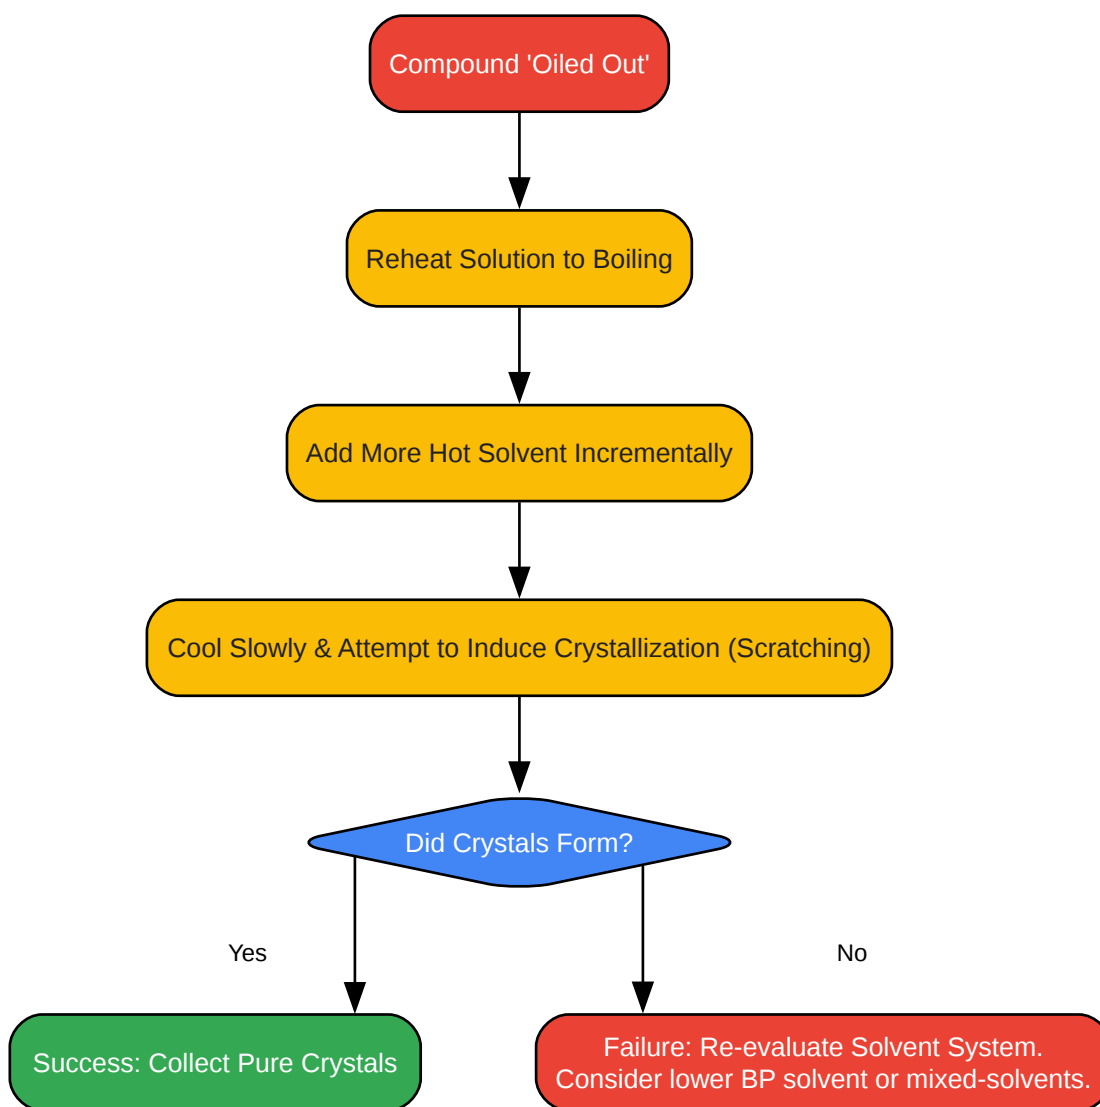 Compound 'Oiled Out'
Reheat Solution to Boiling
Add More Hot Solvent Incrementally
Cool Slowly & Attempt to Induce Crystallization (Scratching)
Did Crystals Form?
Yes
No
Success: Collect Pure Crystals
Failure: Re-evaluate Solvent System.
Consider lower BP solvent or mixed-solvents.